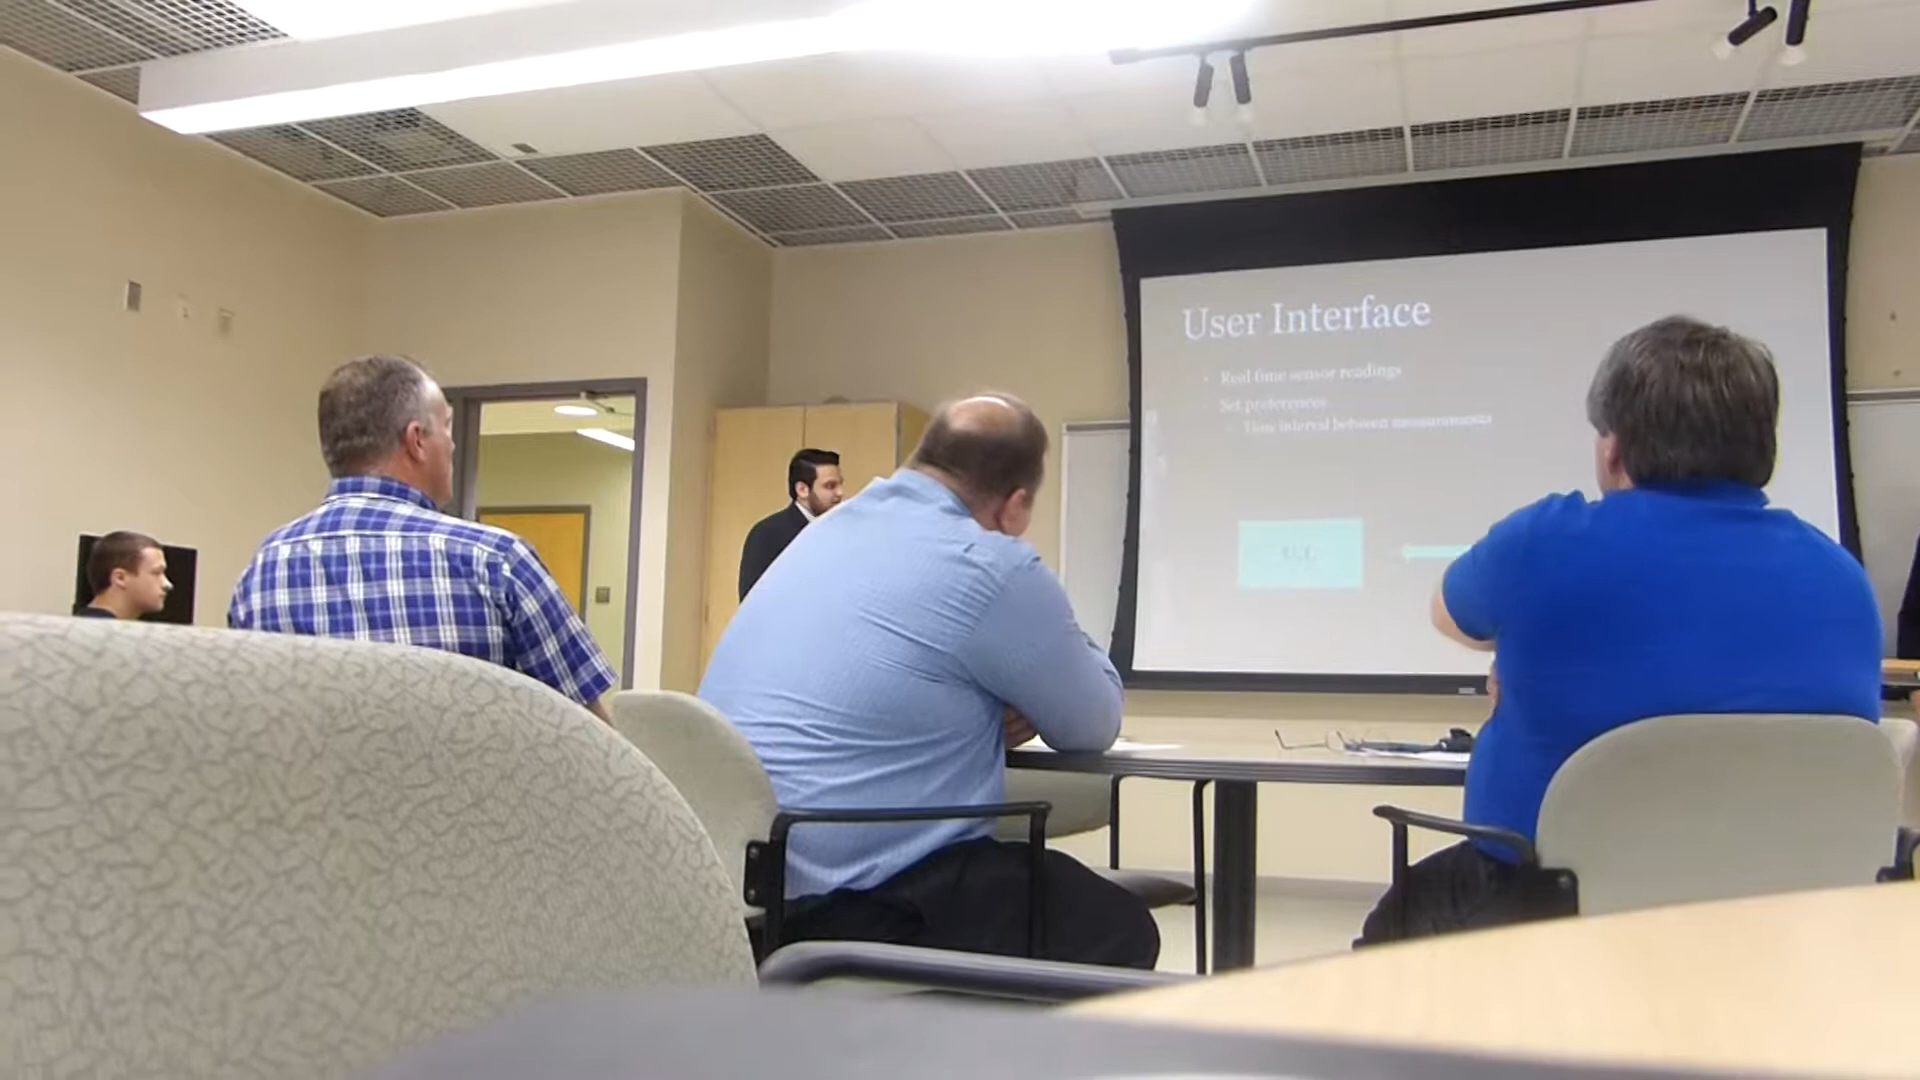 User Interface
Real time sensor readings
Set preferences
Time interval between measurements